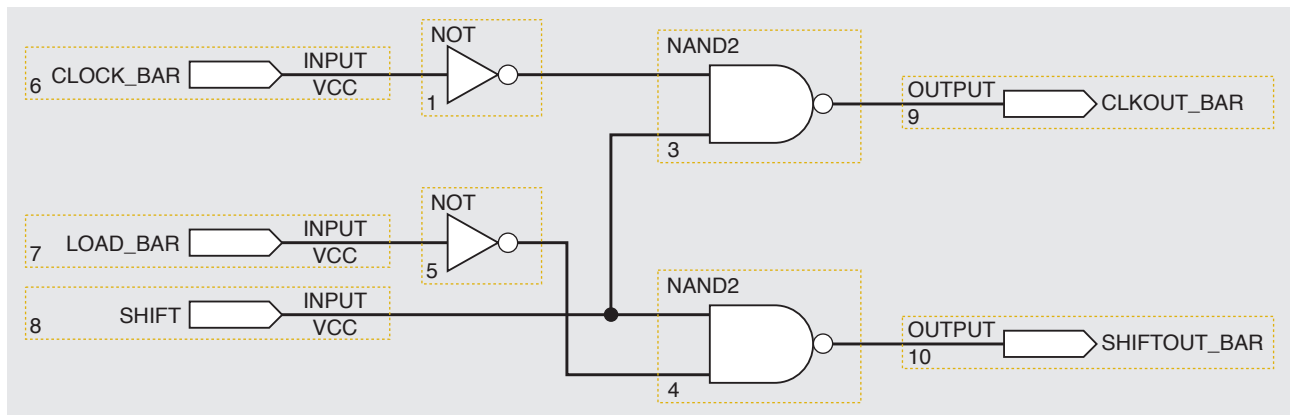 6 CLOCK_BAR INPUT VCC
NOT
1
NAND2
3
OUTPUT CLKOUT_BAR
9
7 LOAD_BAR INPUT VCC
NOT
5
8 SHIFT INPUT VCC
NAND2
4
OUTPUT SHIFTOUT_BAR
10